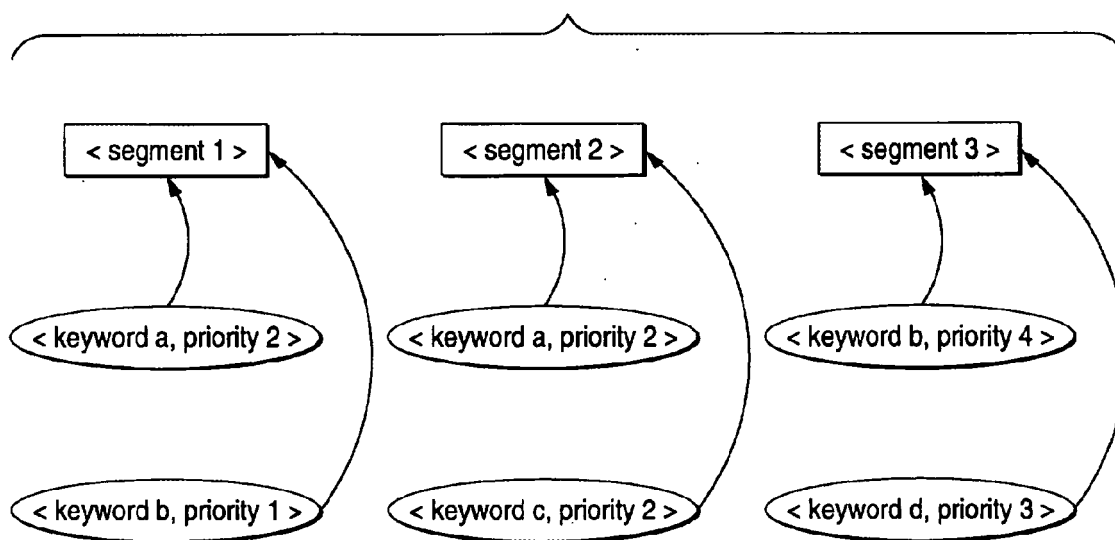 < segment 1 >
< segment 2 >
< segment 3 >
< keyword a, priority 2 >
< keyword a, priority 2 >
< keyword b, priority 4 >
< keyword b, priority 1 >
< keyword c, priority 2 >
< keyword d, priority 3 >